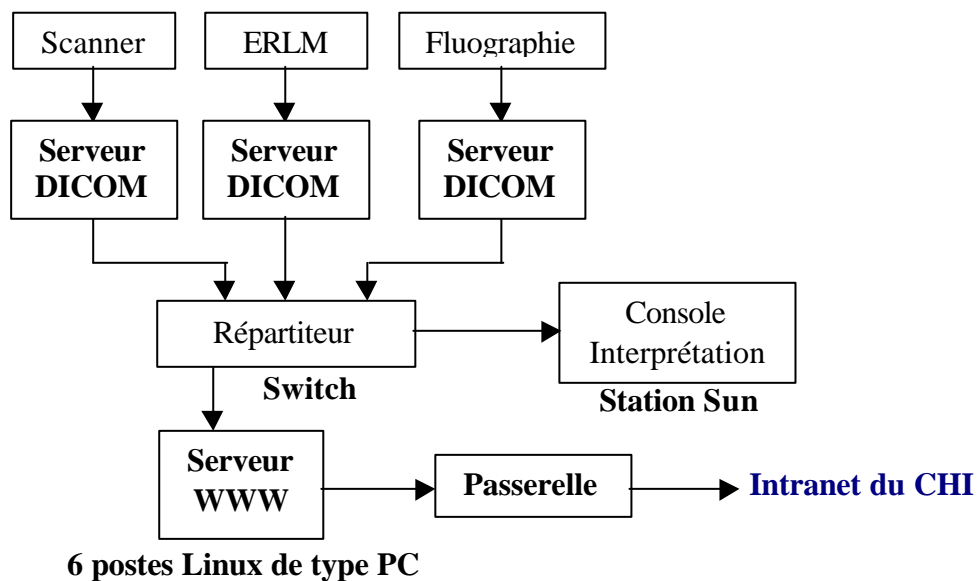 Scanner
ERLM
Fluographie
Serveur
DICOM
Serveur
DICOM
Serveur
DICOM
Répartiteur
Switch
Console
Interprétation
Station Sun
Serveur
WWW
Passerelle
Intranet du CHI
6 postes Linux de type PC